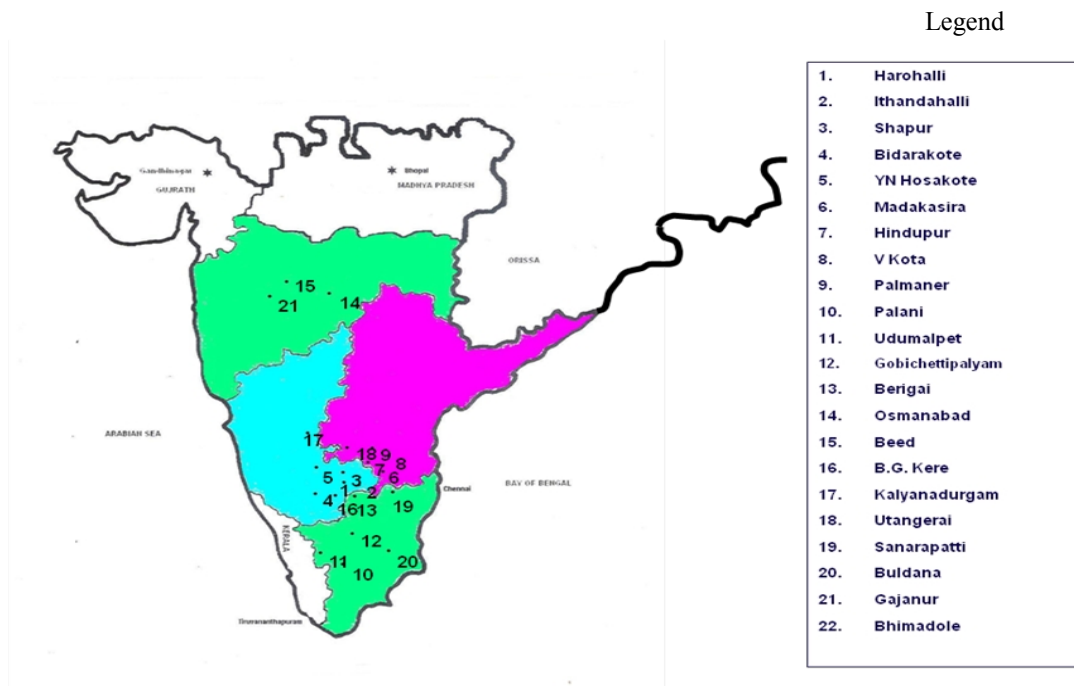 Legend
1. Harohalli
2. Ithandahalli
3. Shapur
4. Bidarakote
5. YN Hosakote
6. Madakasira
7. Hindupur
8. V Kota
9. Palmaner
10. Palani
11. Udumalpet
12. Gobichettipalyam
13. Berigai
14. Osmanabad
15. Beed
16. B.G. Kere
17. Kalyanadurgam
18. Utangerai
19. Sanarapatti
20. Buldana
21. Gajanur
22. Bhimadole
Gandhinagar
Bhopal
GUJRATH
MADHYA PRADESH
ORISSA
15
21
14
ARABIAN SEA
17
18 9
7 8
5 3 6
BAY OF BENGAL
Chennai
4 1 2
16 13 19
KERALA
12
11 20
10
Tiruvananthapuram